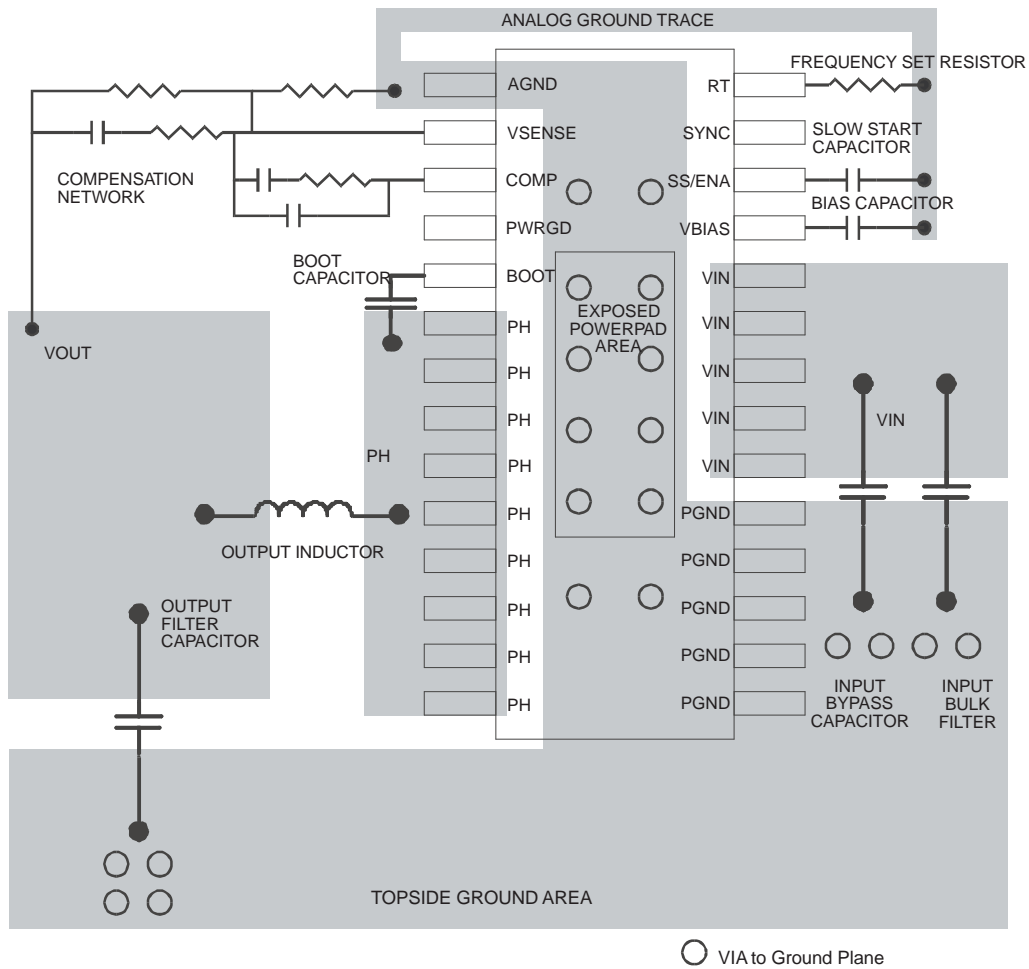 ANALOG GROUND TRACE
FREQUENCY SET RESISTOR
AGND
RT
VSENSE
SYNC
SLOW START
CAPACITOR
COMPENSATION
NETWORK
COMP
SS/ENA
BIAS CAPACITOR
PWRGD
VBIAS
BOOT
CAPACITOR
BOOT
VIN
EXPOSED
POWERPAD
AREA
PH
VIN
VOUT
PH
VIN
PH
VIN
VIN
PH
PH
VIN
PH
PGND
OUTPUT INDUCTOR
PH
PGND
OUTPUT
FILTER
CAPACITOR
PH
PGND
PH
PGND
PH
PGND
INPUT
BYPASS
CAPACITOR
INPUT
BULK
FILTER
TOPSIDE GROUND AREA
VIA to Ground Plane